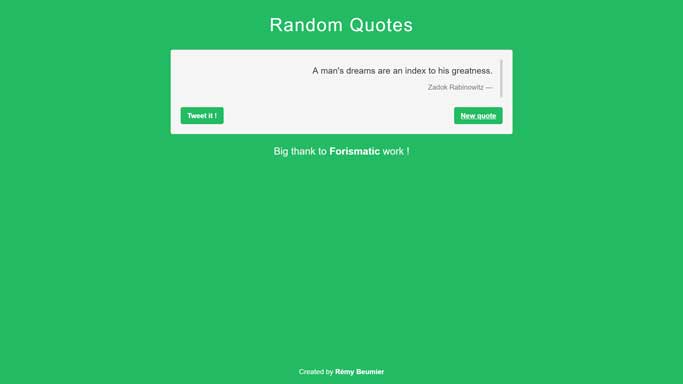 Random Quotes
A man's dreams are an index to his greatness.
Zadok Rabinowitz —
Tweet it !
New quote
Big thank to Forismatic work !
Created by Rémy Beumier